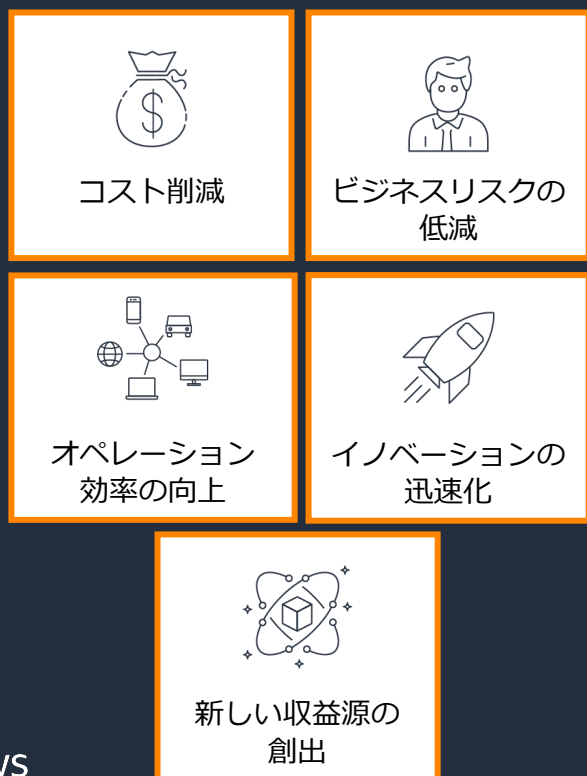 コスト削減
ビジネスリスクの
低減
オペレーション
効率の向上
イノベーションの
迅速化
新しい収益源の
創出